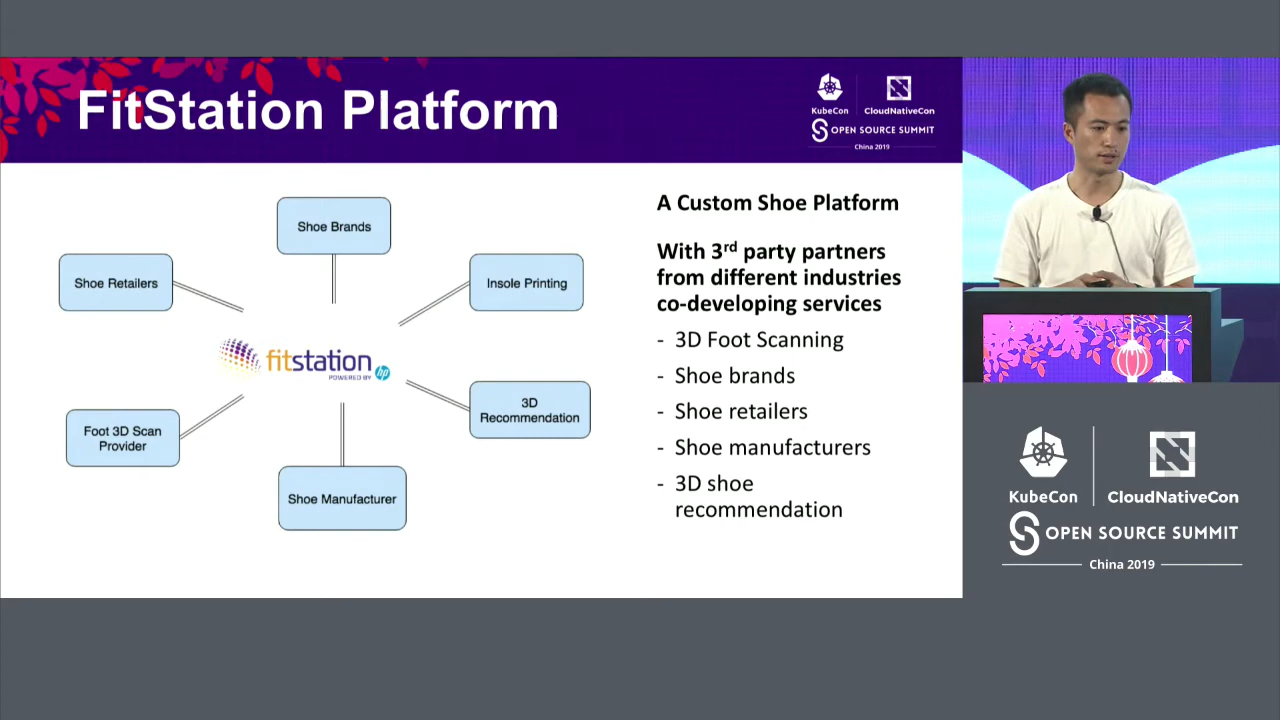 FitStation Platform
KubeCon
CloudNativeCon
OPEN SOURCE SUMMIT
China 2019
Shoe Brands
Shoe Retailers
Insole Printing
fitstation
POWERED BY hp
Foot 3D Scan
Provider
3D
Recommendation
Shoe Manufacturer
A Custom Shoe Platform
With 3rd party partners
from different industries
co-developing services
- 3D Foot Scanning
- Shoe brands
- Shoe retailers
- Shoe manufacturers
- 3D shoe
recommendation
KubeCon
CloudNativeCon
OPEN SOURCE SUMMIT
China 2019